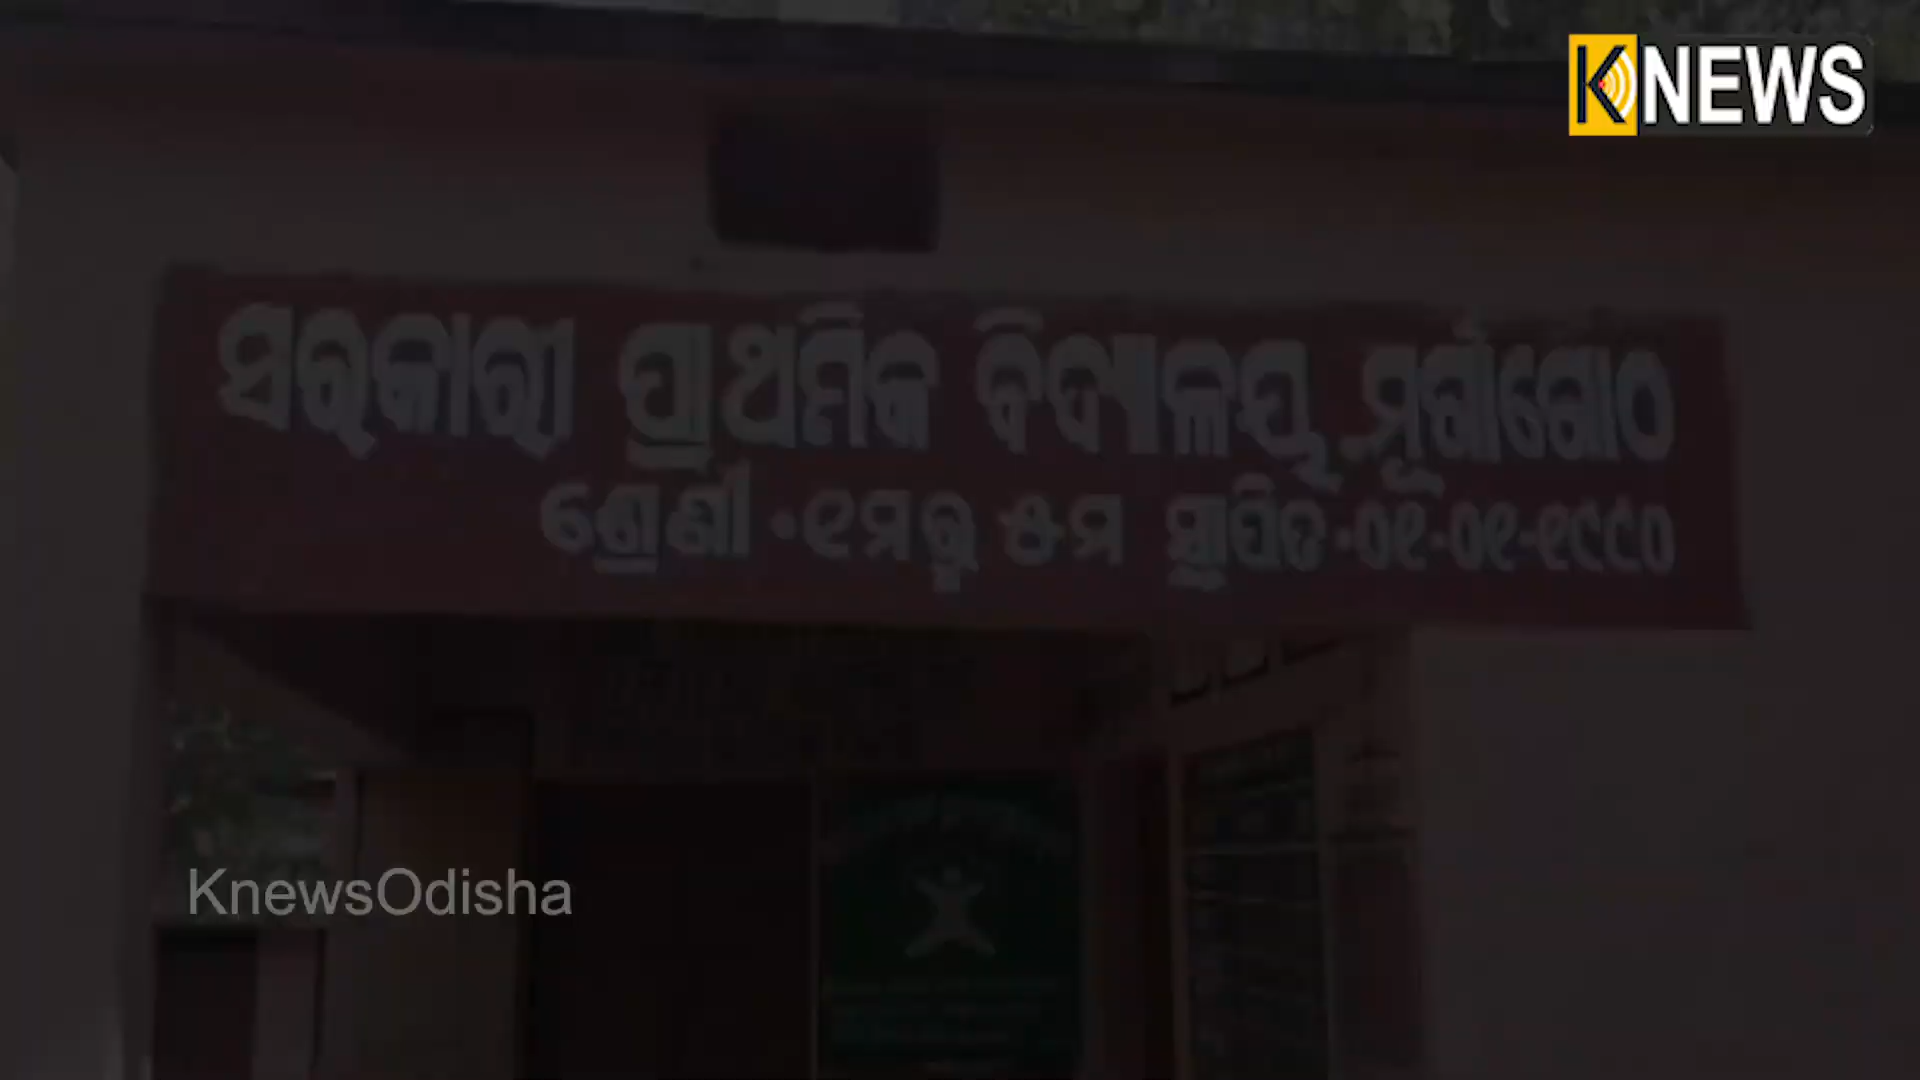 KNEWS
ସରକାରୀ ପ୍ରାଥମିକ ବିଦ୍ୟାଳୟ, ମୂର୍ଗାଗୋଠ
ଶ୍ରେଣୀ -୧ମରୁ ୫ମ ସ୍ଥାପିତ-୦୧-୦୧-୧୯୯୦
KnewsOdisha